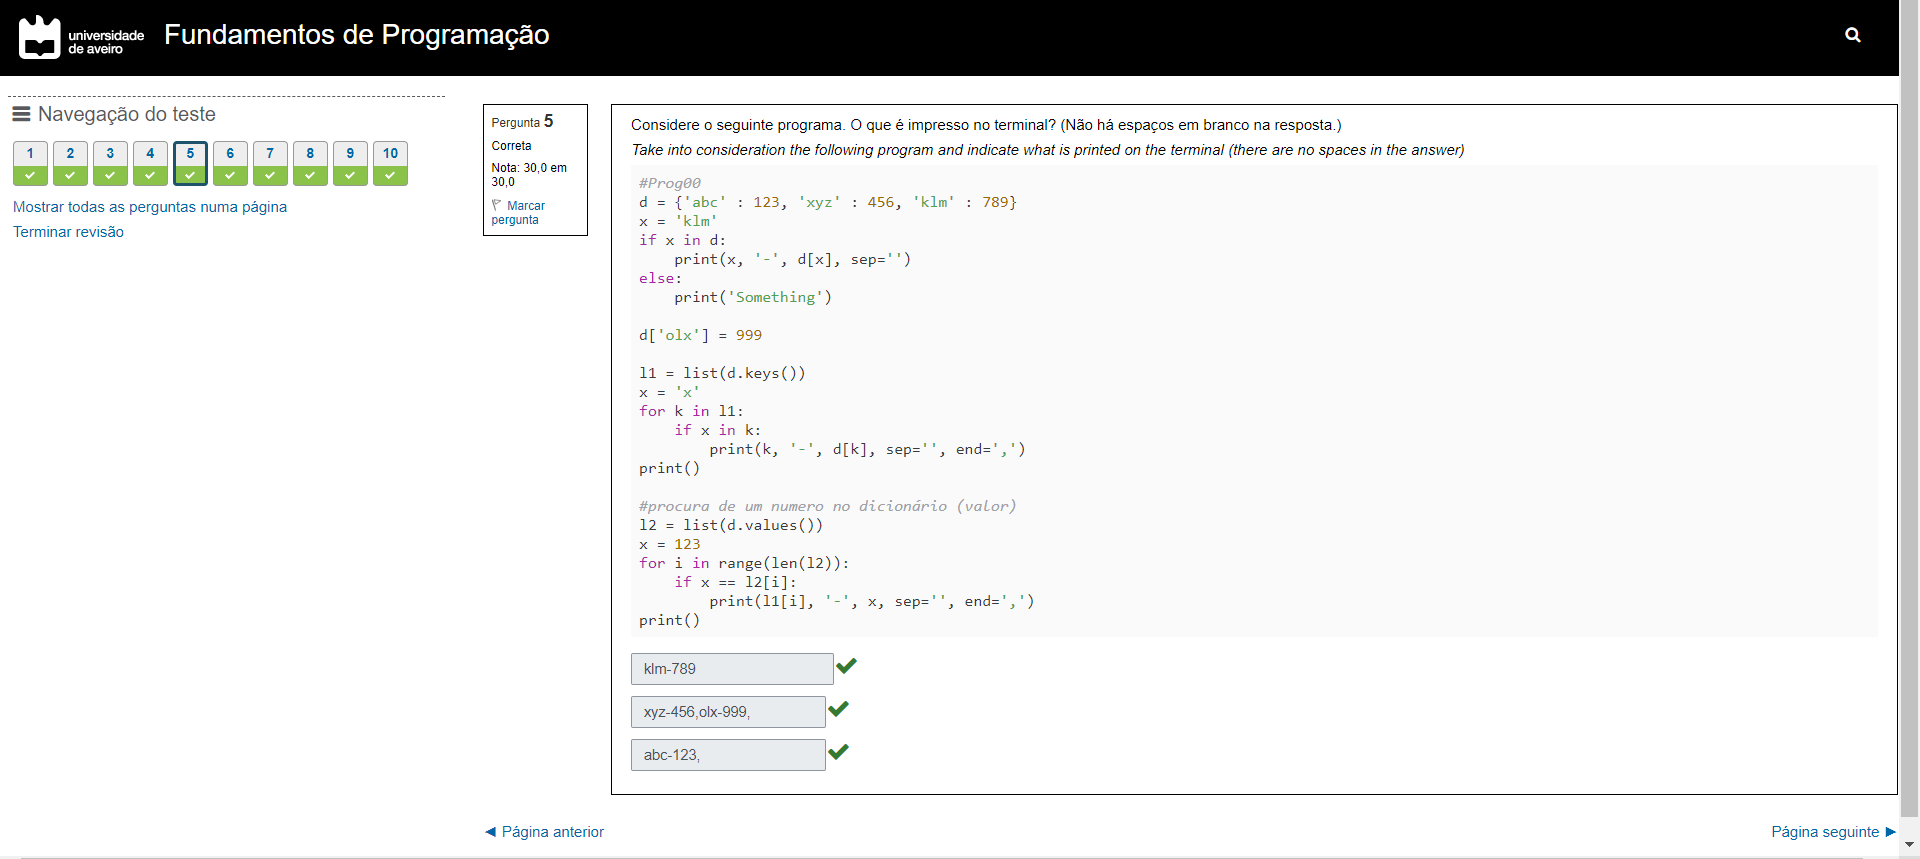 universidade
de aveiro
Fundamentos de Programação
Navegação do teste
1 2 3 4 5 6 7 8 9 10
Mostrar todas as perguntas numa página
Terminar revisão
Pergunta 5
Correta
Nota: 30,0 em
30,0
Marcar
pergunta
Considere o seguinte programa. O que é impresso no terminal? (Não há espaços em branco na resposta.)
Take into consideration the following program and indicate what is printed on the terminal (there are no spaces in the answer)
#Prog00
d = {'abc' : 123, 'xyz' : 456, 'klm' : 789}
x = 'klm'
if x in d:
    print(x, '-', d[x], sep='')
else:
    print('Something')
d['olx'] = 999
l1 = list(d.keys())
x = 'x'
for k in l1:
    if x in k:
        print(k, '-', d[k], sep='', end=',')
print()
#procura de um numero no dicionário (valor)
l2 = list(d.values())
x = 123
for i in range(len(l2)):
    if x == l2[i]:
        print(l1[i], '-', x, sep='', end=',')
print()
klm-789
xyz-456,olx-999,
abc-123,
◄ Página anterior
Página seguinte ►